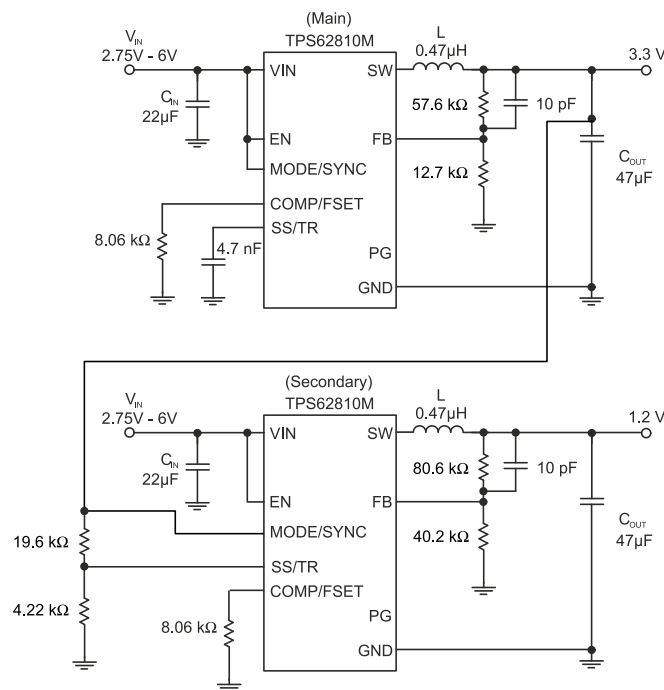 (Main)
TPS62810M
V_IN
2.75V - 6V
C_IN
22µF
VIN
EN
MODE/SYNC
COMP/FSET
SS/TR
SW
FB
PG
GND
8.06 kΩ
4.7 nF
L
0.47µH
57.6 kΩ
10 pF
12.7 kΩ
3.3 V
C_OUT
47µF
(Secondary)
TPS62810M
V_IN
2.75V - 6V
C_IN
22µF
VIN
EN
MODE/SYNC
SS/TR
COMP/FSET
SW
FB
PG
GND
19.6 kΩ
4.22 kΩ
8.06 kΩ
L
0.47µH
80.6 kΩ
10 pF
40.2 kΩ
1.2 V
C_OUT
47µF